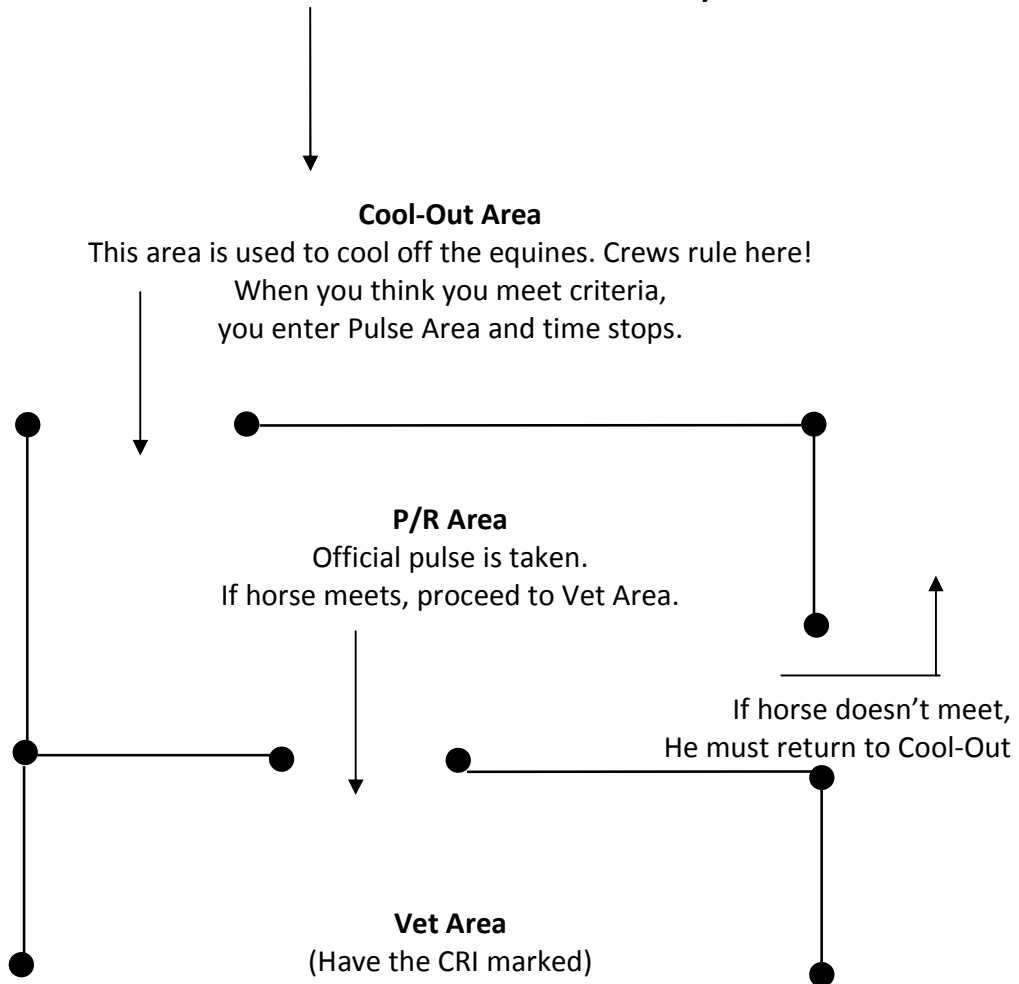 Cool-Out Area
This area is used to cool off the equines. Crews rule here!
When you think you meet criteria,
you enter Pulse Area and time stops.
P/R Area
Official pulse is taken.
If horse meets, proceed to Vet Area.
If horse doesn’t meet,
He must return to Cool-Out
Vet Area
(Have the CRI marked)